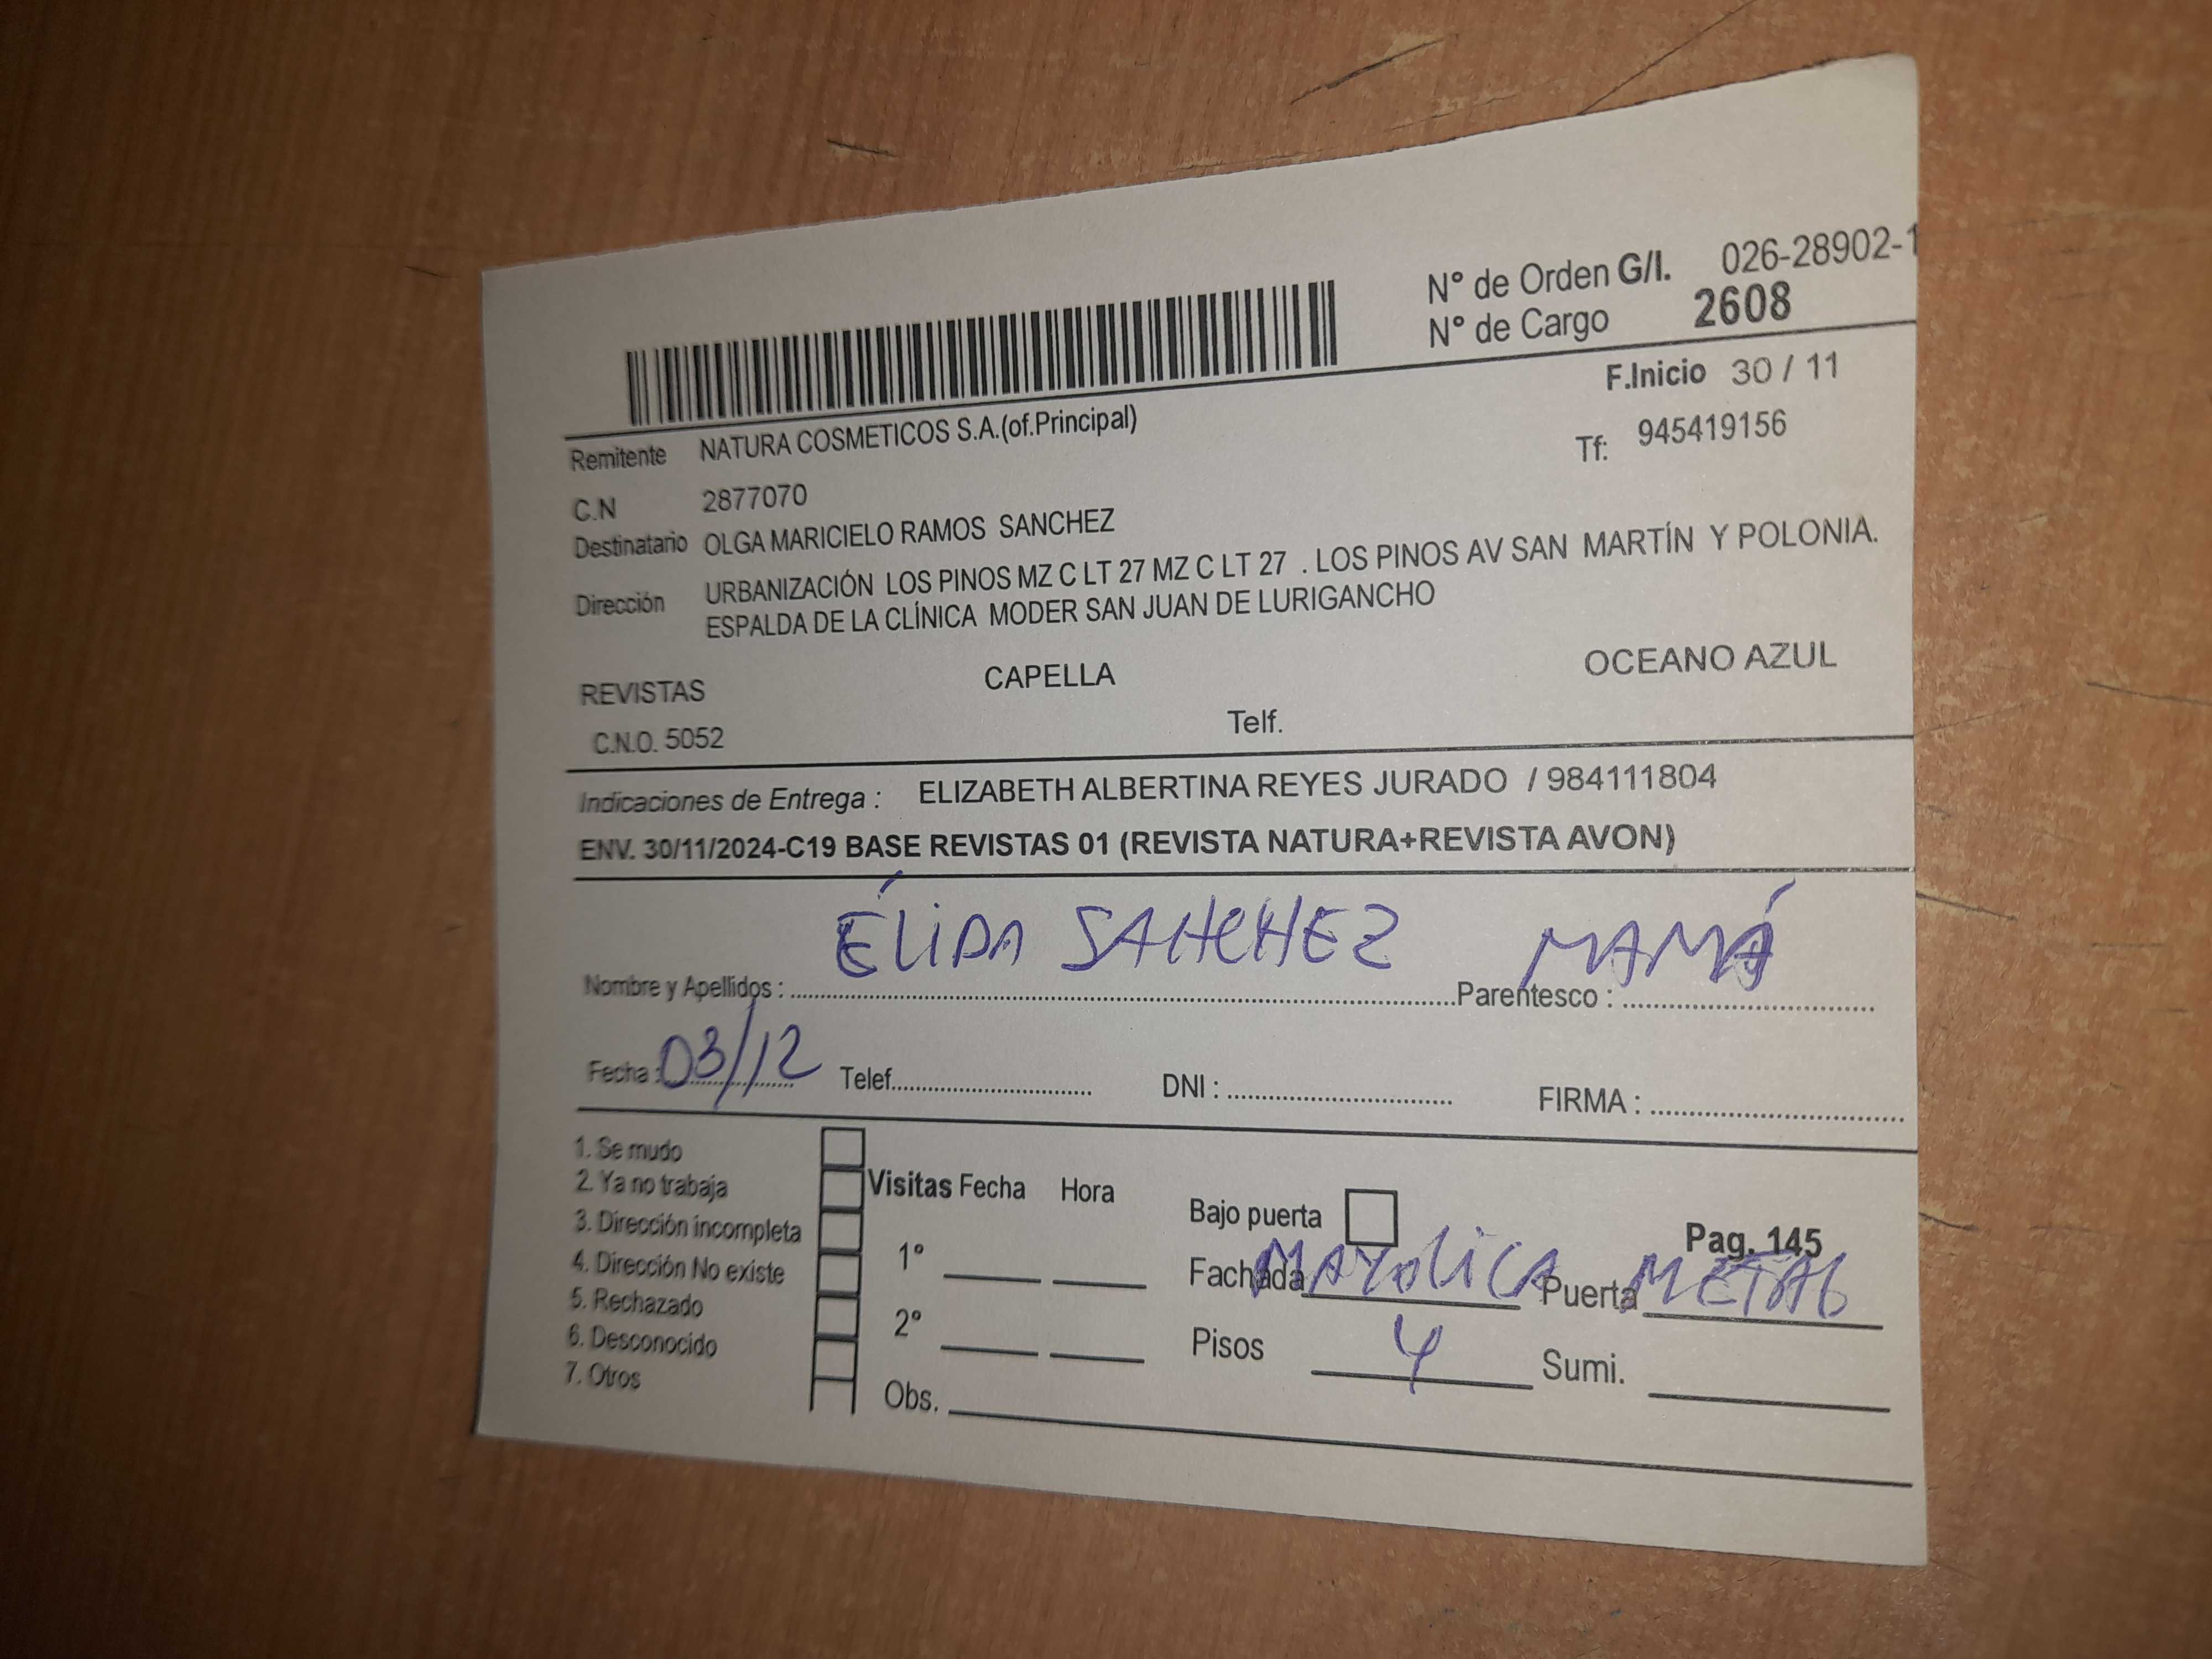 N° de Orden G/I. 026-28902-1
N° de Cargo 2608
F.Inicio 30 / 11
Remitente NATURA COSMETICOS S.A.(of.Principal)
Tf: 945419156
C.N 2877070
Destinatario OLGA MARICIELO RAMOS SANCHEZ
Dirección URBANIZACIÓN LOS PINOS MZ C LT 27 MZ C LT 27 . LOS PINOS AV SAN MARTÍN Y POLONIA.
ESPALDA DE LA CLÍNICA MODER SAN JUAN DE LURIGANCHO
REVISTAS CAPELLA OCEANO AZUL
C.N.O. 5052 Telf.
Indicaciones de Entrega : ELIZABETH ALBERTINA REYES JURADO / 984111804
ENV. 30/11/2024-C19 BASE REVISTAS 01 (REVISTA NATURA+REVISTA AVON)
Nombre y Apellidos : ÉLIDA SANCHEZ Parentesco : MAMÁ
Fecha : 03/12 Telef. DNI : FIRMA :
1. Se mudo
2. Ya no trabaja
3. Dirección incompleta
4. Dirección No existe
5. Rechazado
6. Desconocido
7. Otros
Visitas Fecha Hora
1°
2°
Obs.
Bajo puerta Pag. 145
Fachada MAYOLICA Puerta METAL
Pisos 4 Sumi.